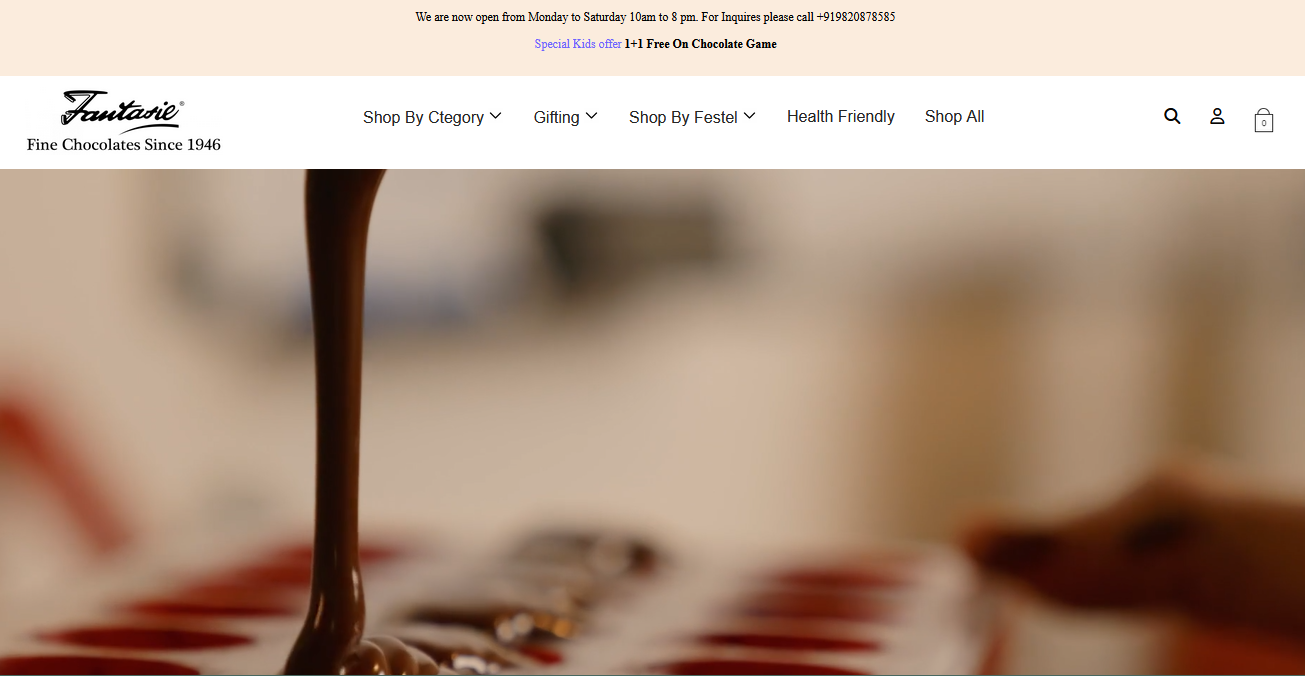 We are now open from Monday to Saturday 10am to 8 pm. For Inquires please call +919820878585
Special Kids offer 1+1 Free On Chocolate Game
Fantasie®
Fine Chocolates Since 1946
Shop By Ctegory
Gifting
Shop By Festel
Health Friendly
Shop All
0